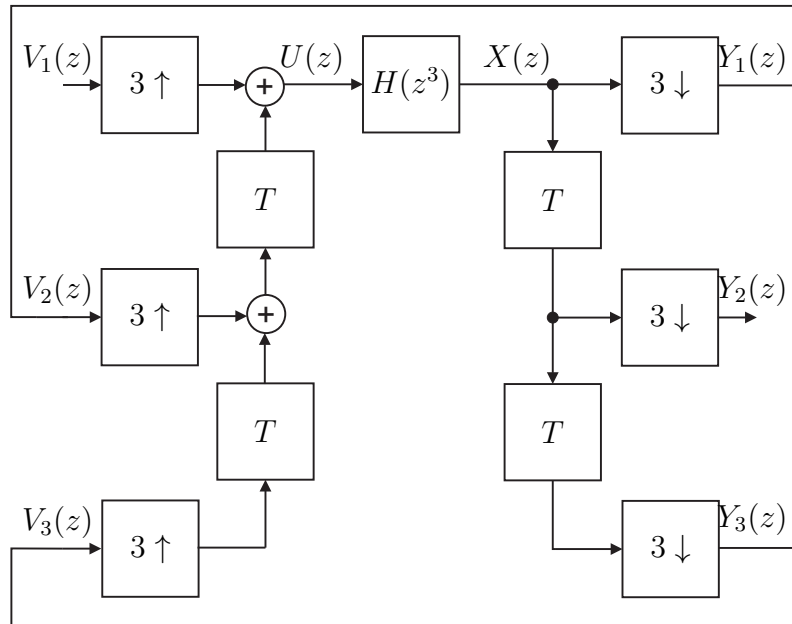 V₁(z) 3 ↑ + U(z) H(z³) X(z) 3 ↓ Y₁(z)
T T
V₂(z) 3 ↑ + 3 ↓ Y₂(z)
T T
V₃(z) 3 ↑ 3 ↓ Y₃(z)